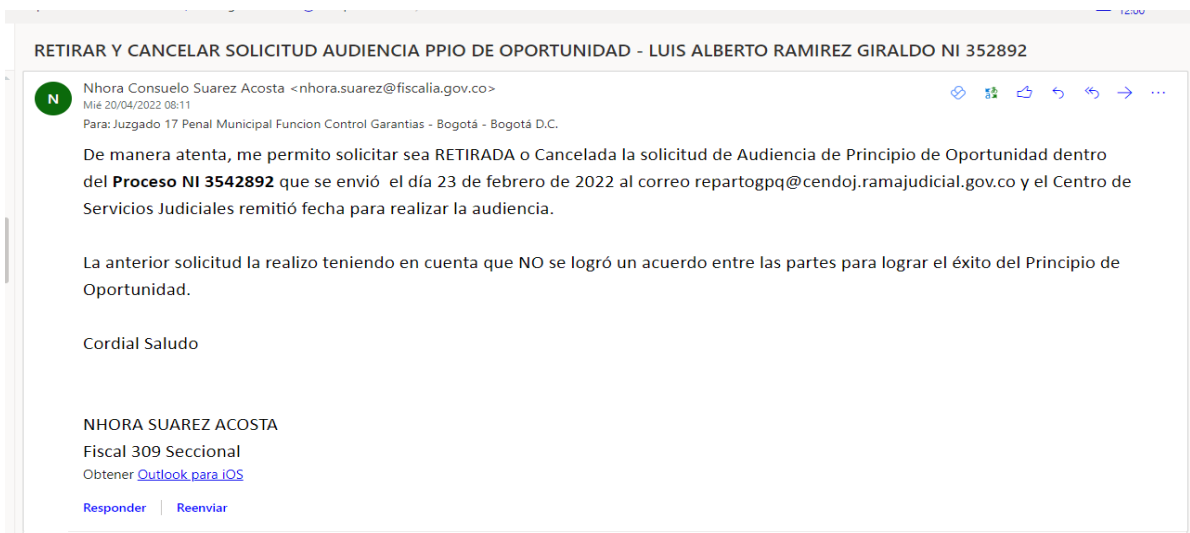 12:00
RETIRAR Y CANCELAR SOLICITUD AUDIENCIA PPIO DE OPORTUNIDAD - LUIS ALBERTO RAMIREZ GIRALDO NI 352892
N
Nhora Consuelo Suarez Acosta <nhora.suarez@fiscalia.gov.co>
Mié 20/04/2022 08:11
Para: Juzgado 17 Penal Municipal Funcion Control Garantias - Bogotá - Bogotá D.C.
De manera atenta, me permito solicitar sea RETIRADA o Cancelada la solicitud de Audiencia de Principio de Oportunidad dentro
del Proceso NI 3542892 que se envió el día 23 de febrero de 2022 al correo repartogpq@cendoj.ramajudicial.gov.co y el Centro de
Servicios Judiciales remitió fecha para realizar la audiencia.
La anterior solicitud la realizo teniendo en cuenta que NO se logró un acuerdo entre las partes para lograr el éxito del Principio de
Oportunidad.
Cordial Saludo
NHORA SUAREZ ACOSTA
Fiscal 309 Seccional
Obtener Outlook para iOS
Responder Reenviar